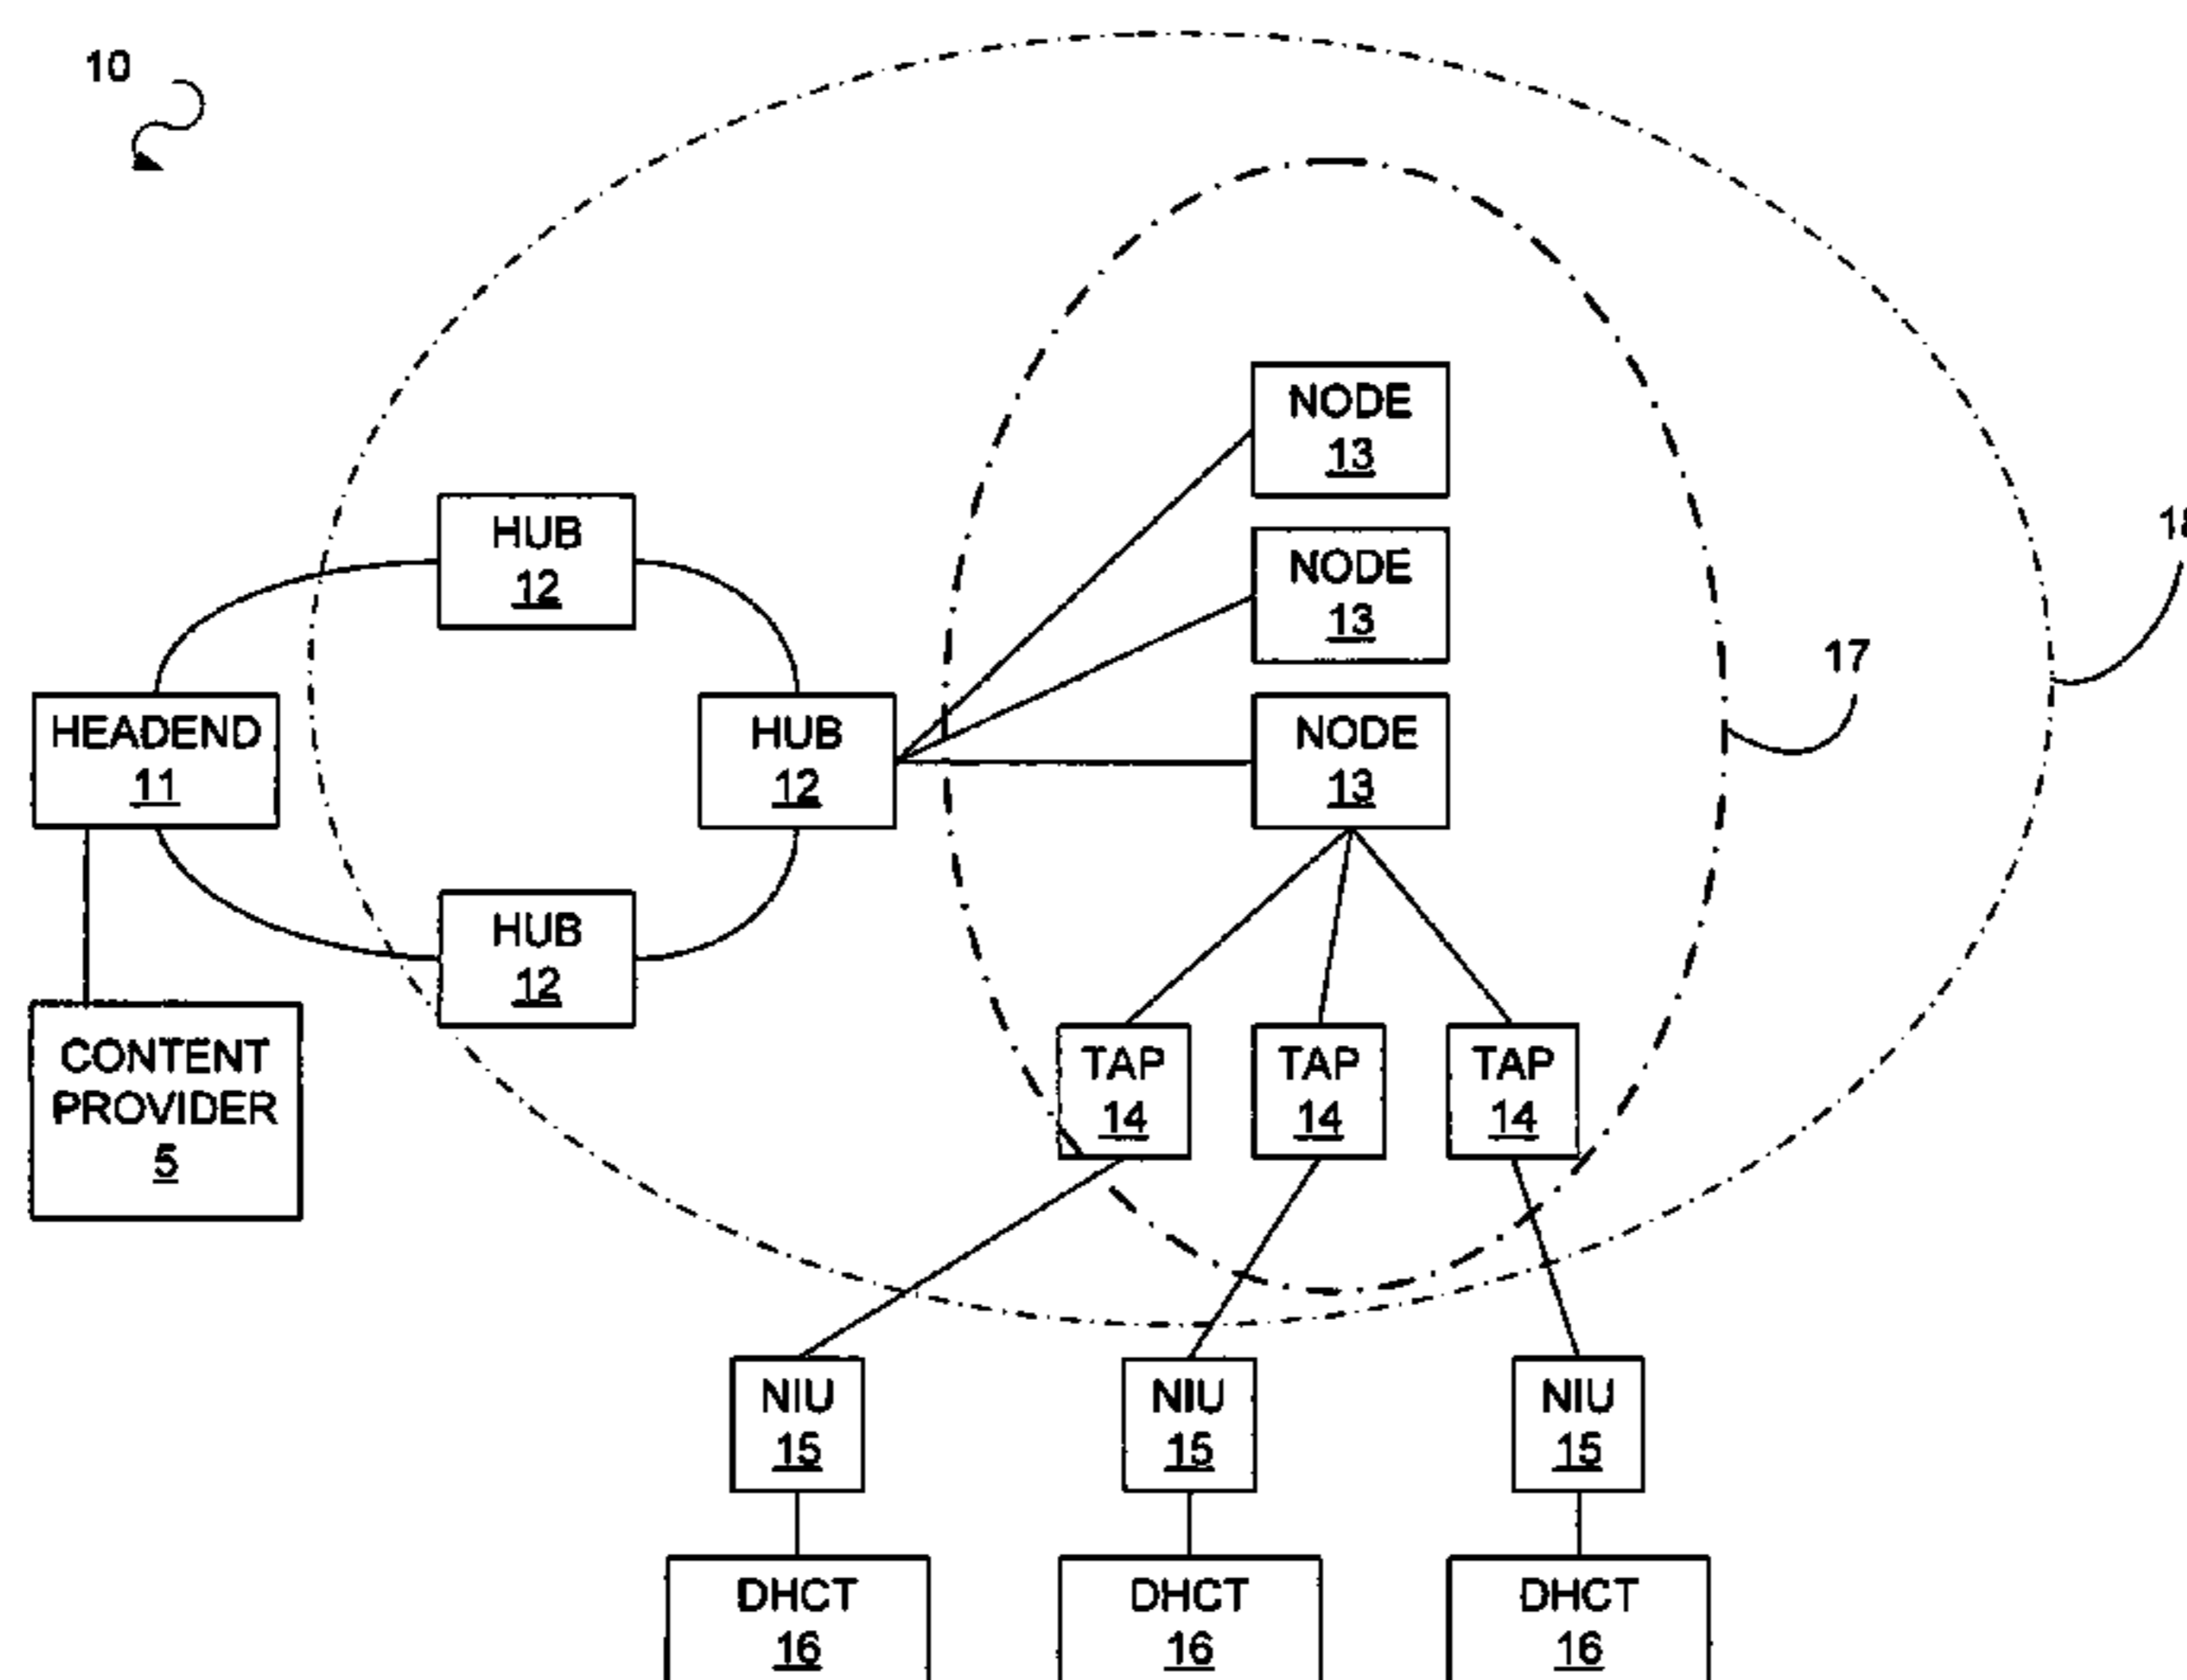 10
NODE
13
HUB
12
NODE
13
18
17
HEADEND
11
HUB
12
NODE
13
HUB
12
CONTENT
PROVIDER
5
TAP
14
TAP
14
TAP
14
NIU
15
NIU
15
NIU
15
DHCT
16
DHCT
16
DHCT
16